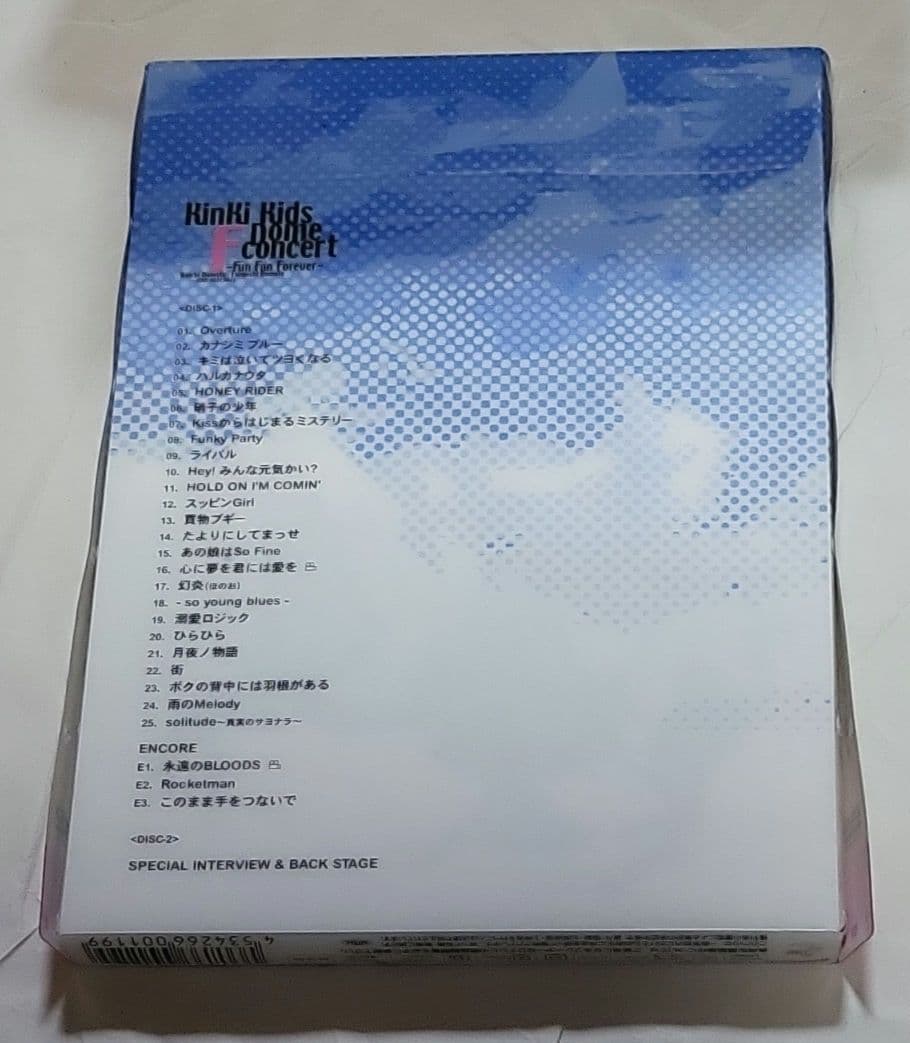 KinKi Kids
Dome
F concert
-Fun Fan Forever-
<DISC-1>
01. Overture
02. カナシミ ブルー
03. キミは泣いてツヨくなる
04. ハルカナウタ
05. HONEY RIDER
06. 硝子の少年
07. Kissからはじまるミステリー
08. Funky Party
09. ライバル
10. Hey! みんな元気かい?
11. HOLD ON I'M COMIN'
12. スッピンGirl
13. 買物ブギー
14. たよりにしてまっせ
15. あの娘はSo Fine
16. 心に夢を君には愛を
17. 幻炎(ほのお)
18. - so young blues -
19. 溺愛ロジック
20. ひらひら
21. 月夜ノ物語
22. 街
23. ボクの背中には羽根がある
24. 雨のMelody
25. solitude～真実のサヨナラ～
ENCORE
E1. 永遠のBLOODS
E2. Rocketman
E3. このまま手をつないで
<DISC-2>
SPECIAL INTERVIEW & BACK STAGE
4 534266 001199